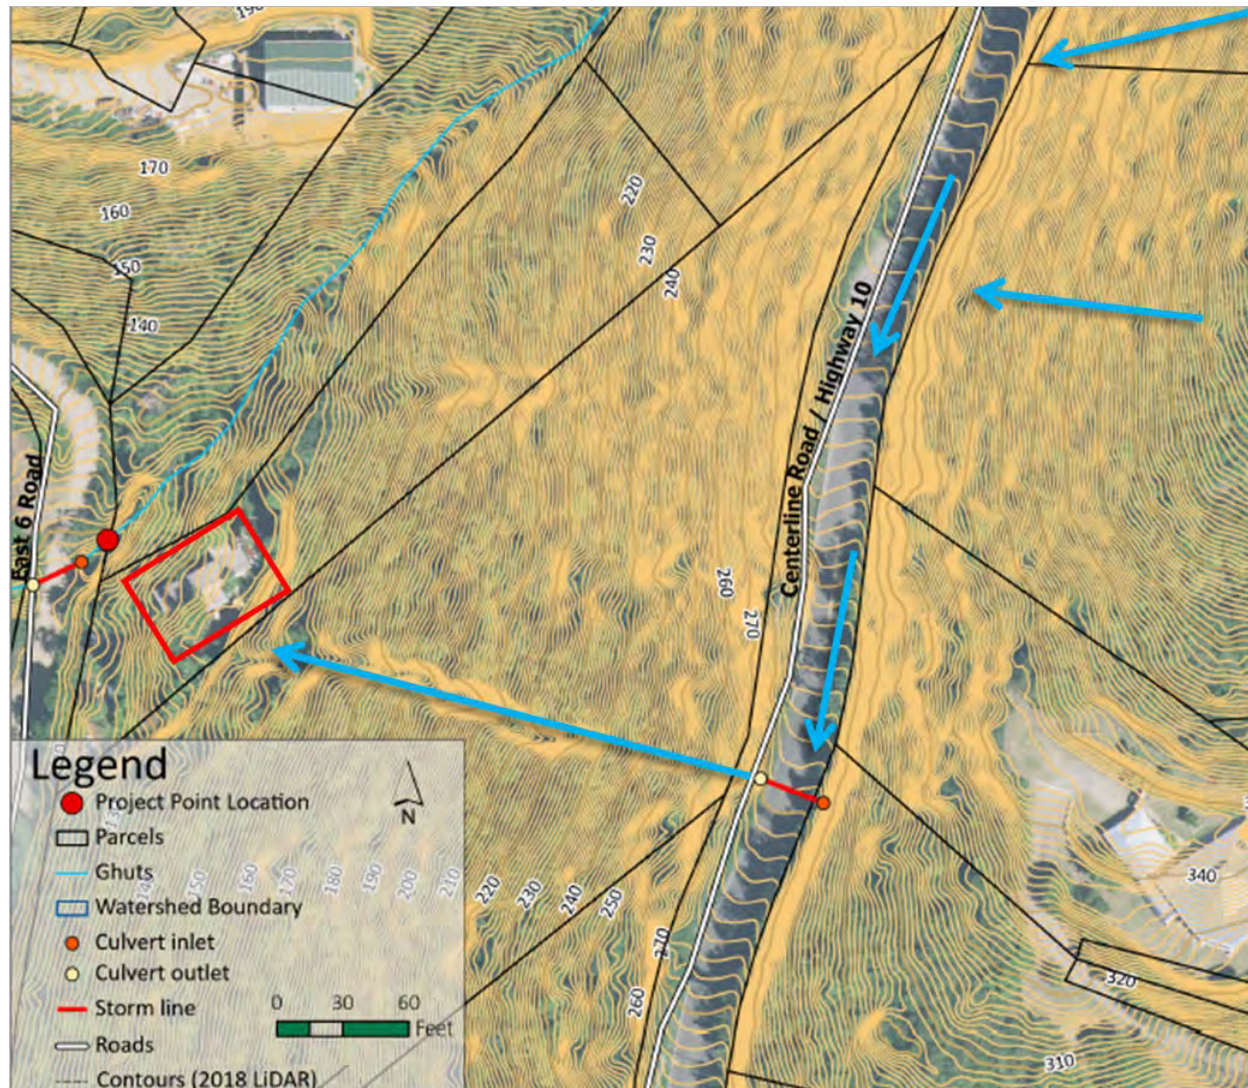 190
170
160
150
140
220
230
240
Centerline Road / Highway 10
East 6 Road
260
270
Legend
Project Point Location
N
Parcels
Ghuts
140 150 160 170 180 190 200 210 220 230 240 250
Watershed Boundary
Culvert inlet
Culvert outlet
Storm line
0 30 60
Feet
Roads
Contours (2018 LiDAR)
270
260
340
320
310